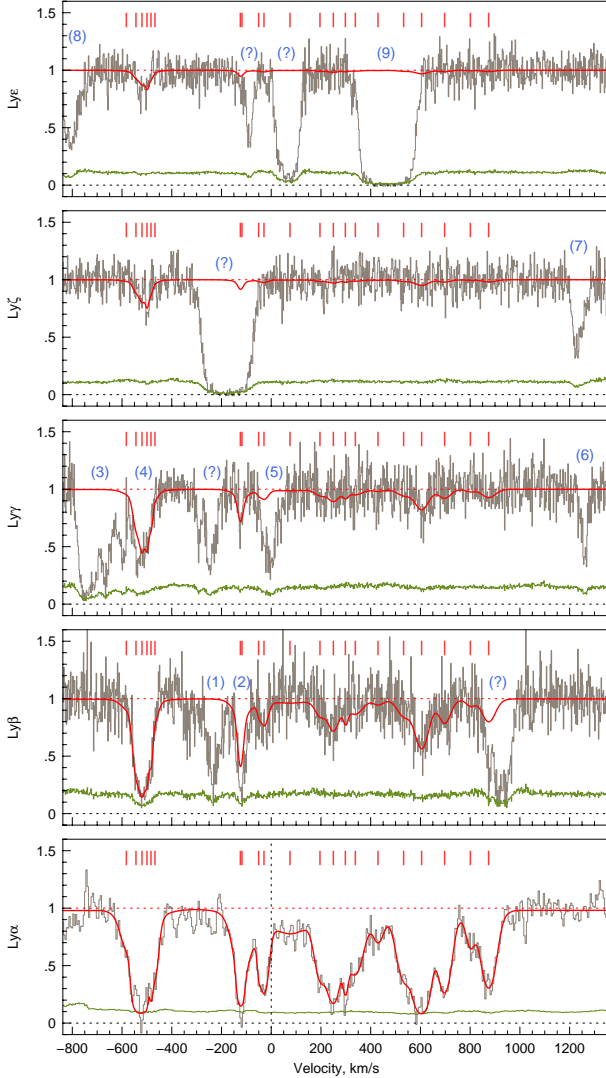 (8) (?) (?) (9)
1.5
1
.5
0
Lyε
(?) (7)
1.5
1
.5
0
Lyζ
(3) (4) (?) (5) (6)
1.5
1
.5
0
Lyγ
(1) (2) (?)
1.5
1
.5
0
Lyβ
1.5
1
.5
0
Lyα
−800 −600 −400 −200 0 200 400 600 800 1000 1200
Velocity, km/s